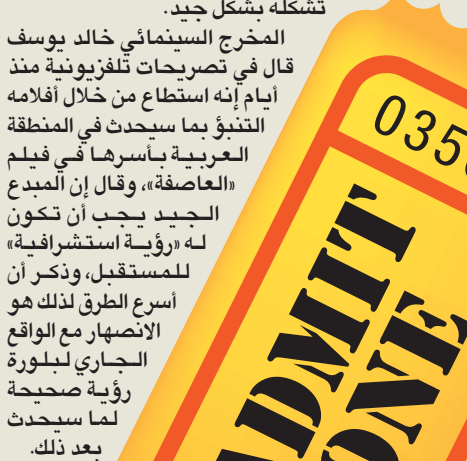 تشكله بشكل جيد.
المخرج السينمائي خالد يوسف
قال في تصريحات تلفزيونية منذ
أيام إنه استطاع من خلال أفلامه
التنبؤ بما سيحدث في المنطقة
العربية بأسرها في فيلم
«العاصفة»، وقال إن المبدع
الجيد يجب أن تكون
له «رؤية استشرافية»
للمستقبل، وذكر أن
أسرع الطرق لذلك هو
الانصهار مع الواقع
الجاري لبلورة
رؤية صحيحة
لما سيحدث
بعد ذلك.
035
ADMIT
ONE